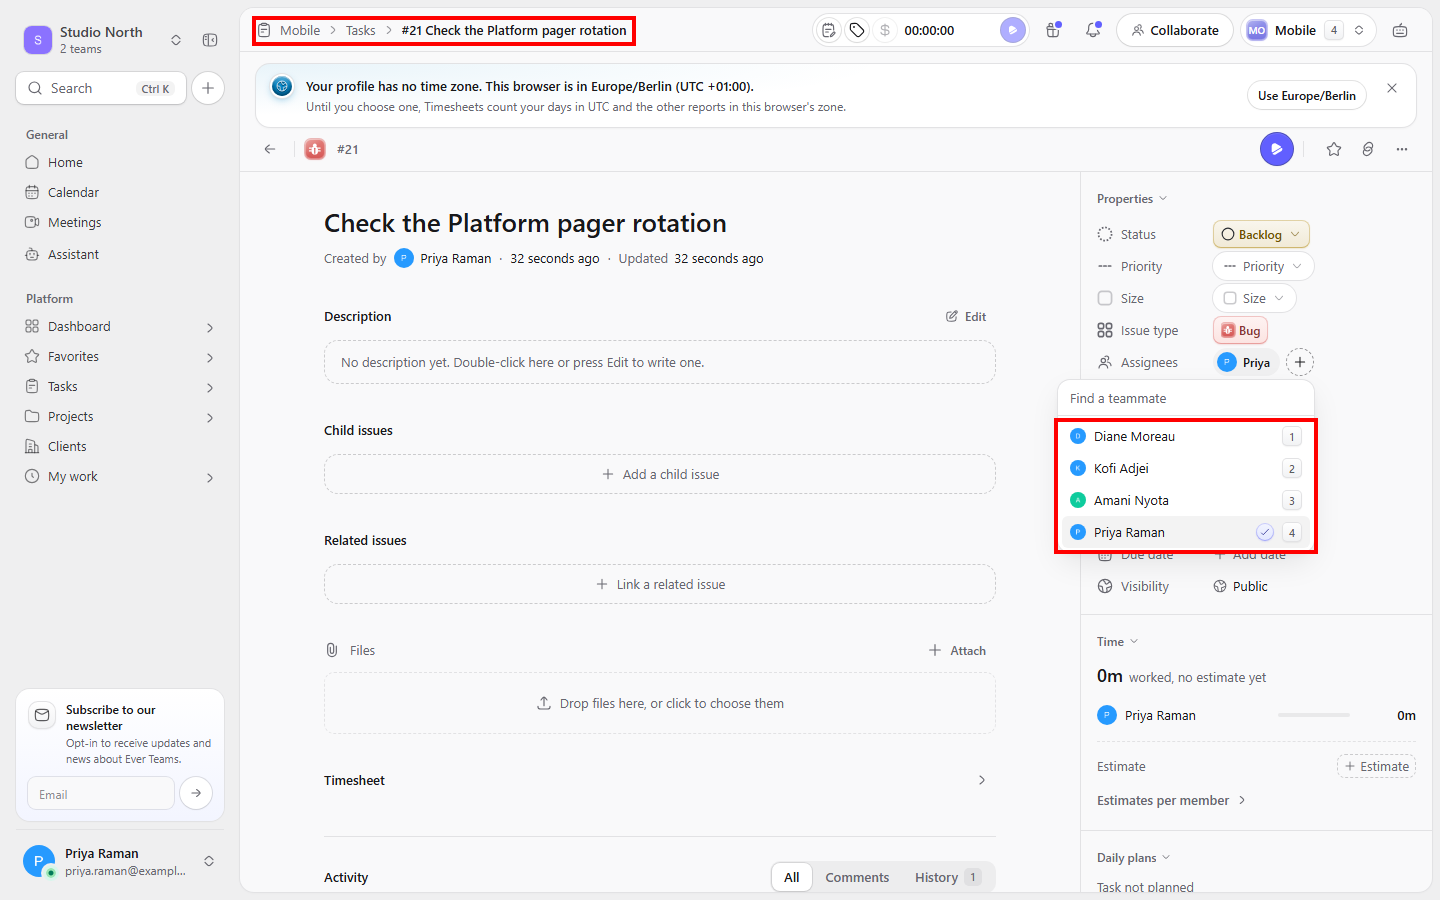 S
Studio North
2 teams
Search
Ctrl K
General
Home
Calendar
Meetings
Assistant
Platform
Dashboard
Favorites
Tasks
Projects
Clients
My work
Subscribe to our
newsletter
Opt-in to receive updates and
news about Ever Teams.
Email
P
Priya Raman
priya.raman@exampl...
Mobile
Tasks
#21 Check the Platform pager rotation
00:00:00
Collaborate
MO
Mobile
4
Your profile has no time zone. This browser is in Europe/Berlin (UTC +01:00).
Until you choose one, Timesheets count your days in UTC and the other reports in this browser's zone.
Use Europe/Berlin
#21
Check the Platform pager rotation
Created by P Priya Raman · 32 seconds ago · Updated 32 seconds ago
Description
Edit
No description yet. Double-click here or press Edit to write one.
Child issues
Add a child issue
Related issues
Link a related issue
Files
Attach
Drop files here, or click to choose them
Timesheet
Activity
All
Comments
History 1
Properties
Status
Backlog
Priority
Priority
Size
Size
Issue type
Bug
Assignees
P Priya
Find a teammate
D Diane Moreau 1
K Kofi Adjei 2
A Amani Nyota 3
P Priya Raman 4
Due date
Add date
Visibility
Public
Time
0m worked, no estimate yet
P Priya Raman 0m
Estimate
Estimate
Estimates per member
Daily plans
Task not planned